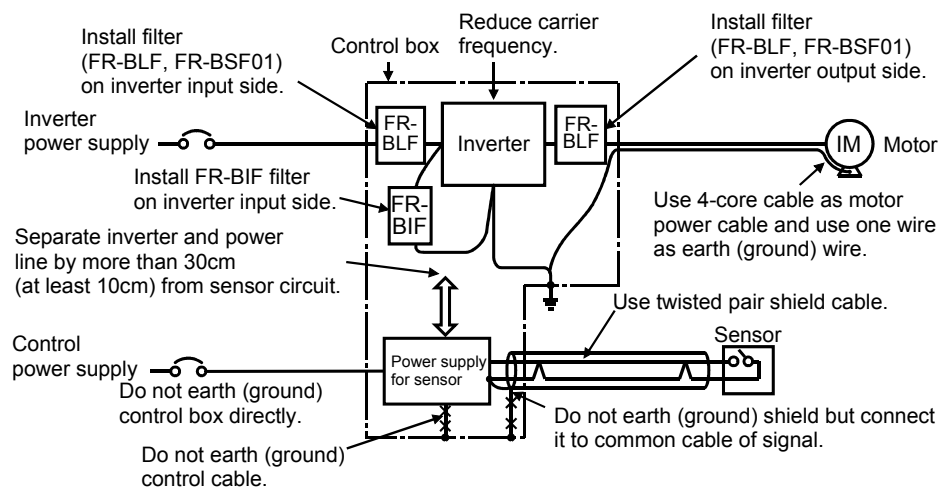 Install filter
(FR-BLF, FR-BSF01)
on inverter input side.
Control box
Reduce carrier
frequency.
Install filter
(FR-BLF, FR-BSF01)
on inverter output side.
Inverter
power supply
FR-
BLF
Inverter
FR-
BLF
IM
Motor
Install FR-BIF filter
on inverter input side.
FR-
BIF
Use 4-core cable as motor
power cable and use one wire
as earth (ground) wire.
Separate inverter and power
line by more than 30cm
(at least 10cm) from sensor circuit.
Use twisted pair shield cable.
Sensor
Control
power supply
Power supply
for sensor
Do not earth (ground)
control box directly.
Do not earth (ground) shield but connect
it to common cable of signal.
Do not earth (ground)
control cable.